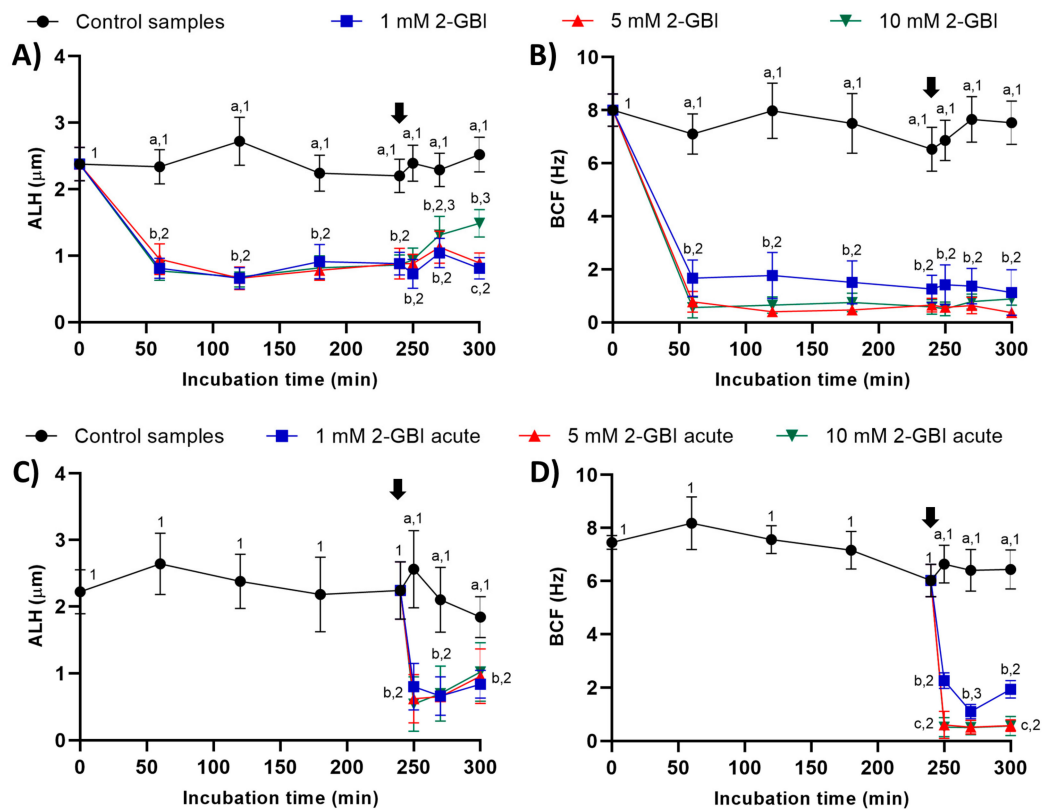 Control samples 1 mM 2-GBI 5 mM 2-GBI 10 mM 2-GBI
A)
ALH (μm)
4
3
2
1
0
1
a,1
a,1
a,1
a,1
a,1
a,1
a,1
b,2
b,2
b,2
b,2
b,2
b,2,3
b,2
b,3
c,2
0 50 100 150 200 250 300
Incubation time (min)
B)
BCF (Hz)
10
8
6
4
2
0
1
a,1
a,1
a,1
a,1
a,1
a,1
a,1
b,2
b,2
b,2
b,2
b,2
b,2
b,2
0 50 100 150 200 250 300
Incubation time (min)
Control samples 1 mM 2-GBI acute 5 mM 2-GBI acute 10 mM 2-GBI acute
C)
ALH (μm)
4
3
2
1
0
1
1
1
1
1
a,1
a,1
a,1
b,2
b,2
b,2
0 50 100 150 200 250 300
Incubation time (min)
D)
BCF (Hz)
10
8
6
4
2
0
1
1
1
1
1
a,1
a,1
a,1
b,2
b,3
b,2
c,2
c,2
0 50 100 150 200 250 300
Incubation time (min)